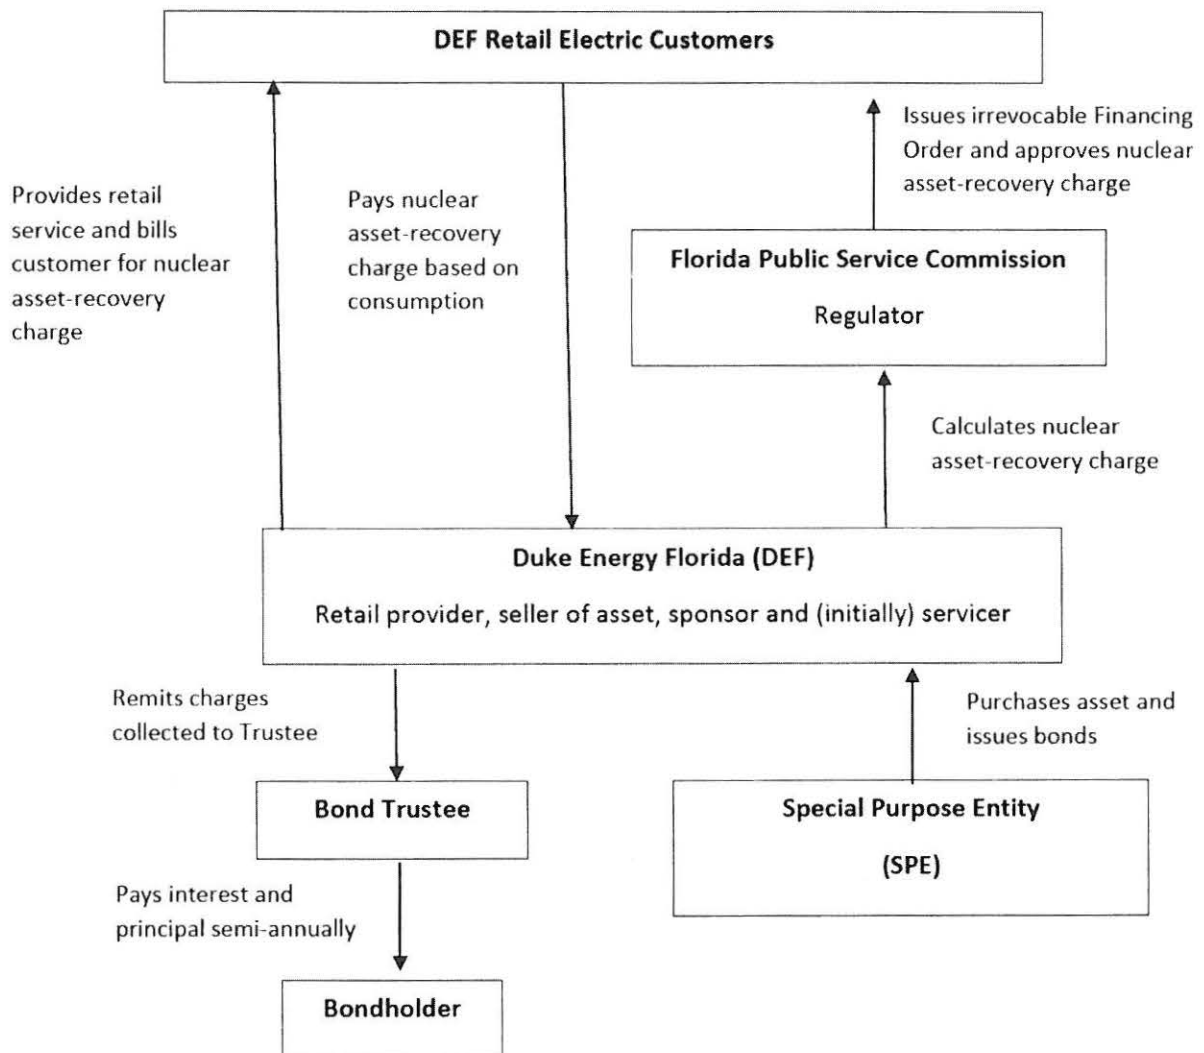 DEF Retail Electric Customers
Issues irrevocable Financing
Order and approves nuclear
asset-recovery charge
Provides retail
service and bills
customer for nuclear
asset-recovery
charge
Pays nuclear
asset-recovery
charge based on
consumption
Florida Public Service Commission
Regulator
Calculates nuclear
asset-recovery charge
Duke Energy Florida (DEF)
Retail provider, seller of asset, sponsor and (initially) servicer
Remits charges
collected to Trustee
Purchases asset and
issues bonds
Bond Trustee
Special Purpose Entity
(SPE)
Pays interest and
principal semi-annually
Bondholder